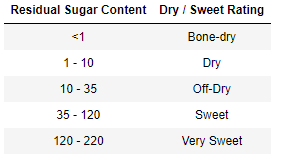 Residual Sugar Content Dry / Sweet Rating
<1 Bone-dry
1 - 10 Dry
10 - 35 Off-Dry
35 - 120 Sweet
120 - 220 Very Sweet